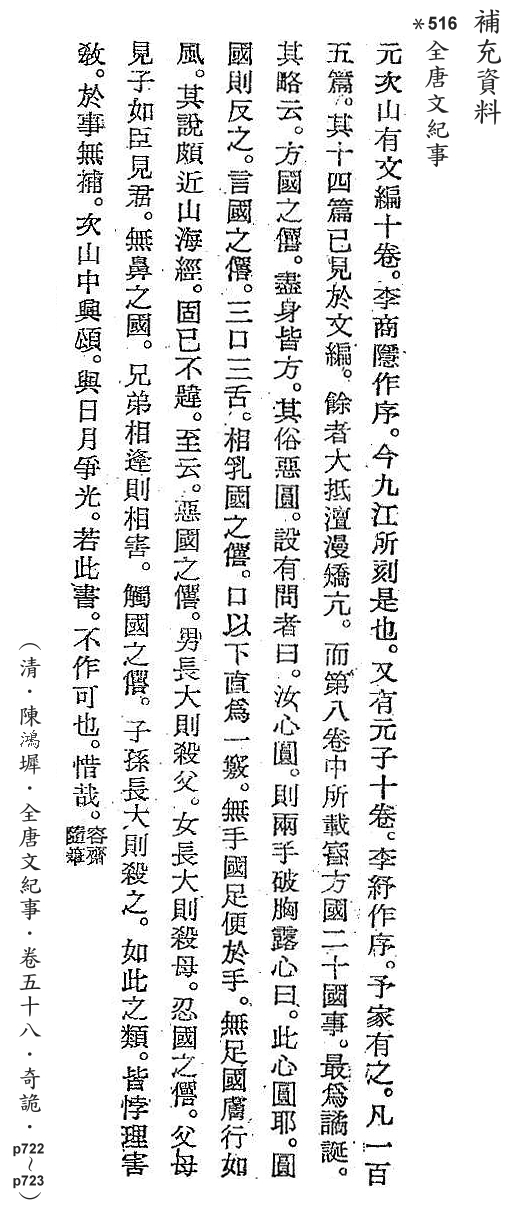 補充資料
＊516
全唐文紀事
元次山有文編十卷。李商隱作序。今九江所刻是也。又有元子十卷。李紓作序。予家有之。凡一百
五篇。其十四篇已見於文編。餘者大抵澶漫矯亢。而第八卷中所載窅方國二十國事。最爲譎誕。
其略云。方國之。盡身皆方。其俗惡圓。設有問者曰。汝心圓。則兩手破胸露心曰。此心圓耶。圓
國則反之。言國之。三口三舌。相乳國之。口以下直爲一竅。無手國足便於手。無足國膚行如
風。其說頗近山海經。固已不韙。至云。惡國之。男長大則殺父。女長大則殺母。忍國之。父母
見子如臣見君。無鼻之國。兄弟相逢則相害。觸國之。子孫長大則殺之。如此之類。皆悖理害
敎。於事無補。次山中興頌。與日月爭光。若此書。不作可也。惜哉。
容齋
隨筆
（清．陳鴻墀．全唐文紀事．卷五十八．奇詭．p722～p723）